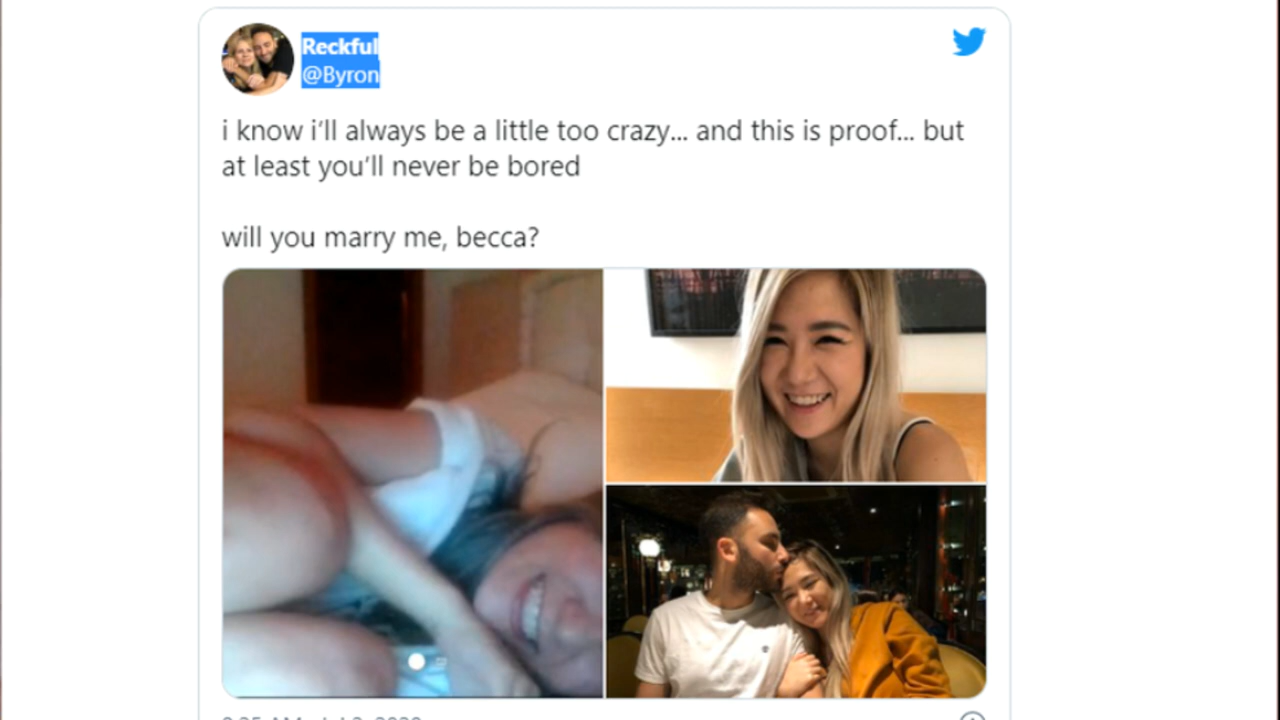 Reckful
@Byron
i know i'll always be a little too crazy... and this is proof... but
at least you'll never be bored
will you marry me, becca?